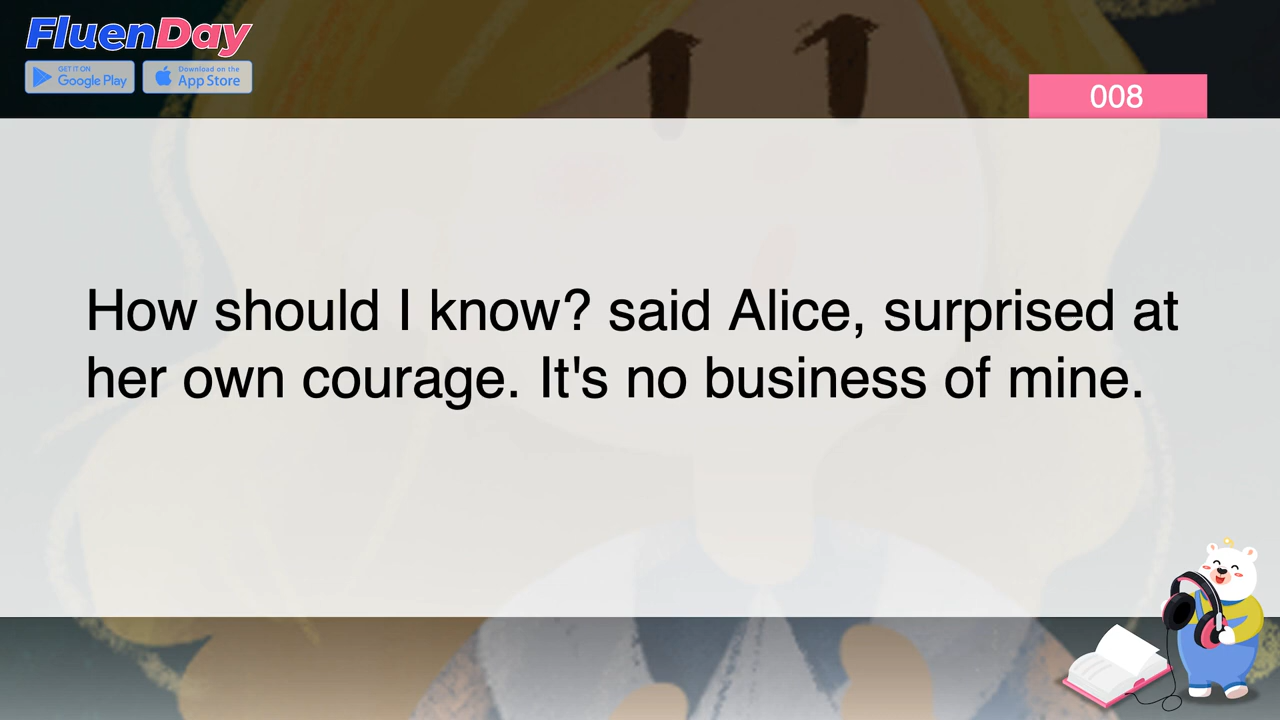 FluenDay
GET IT ON
Google Play
Download on the
App Store
008
How should I know? said Alice, surprised at
her own courage. It's no business of mine.